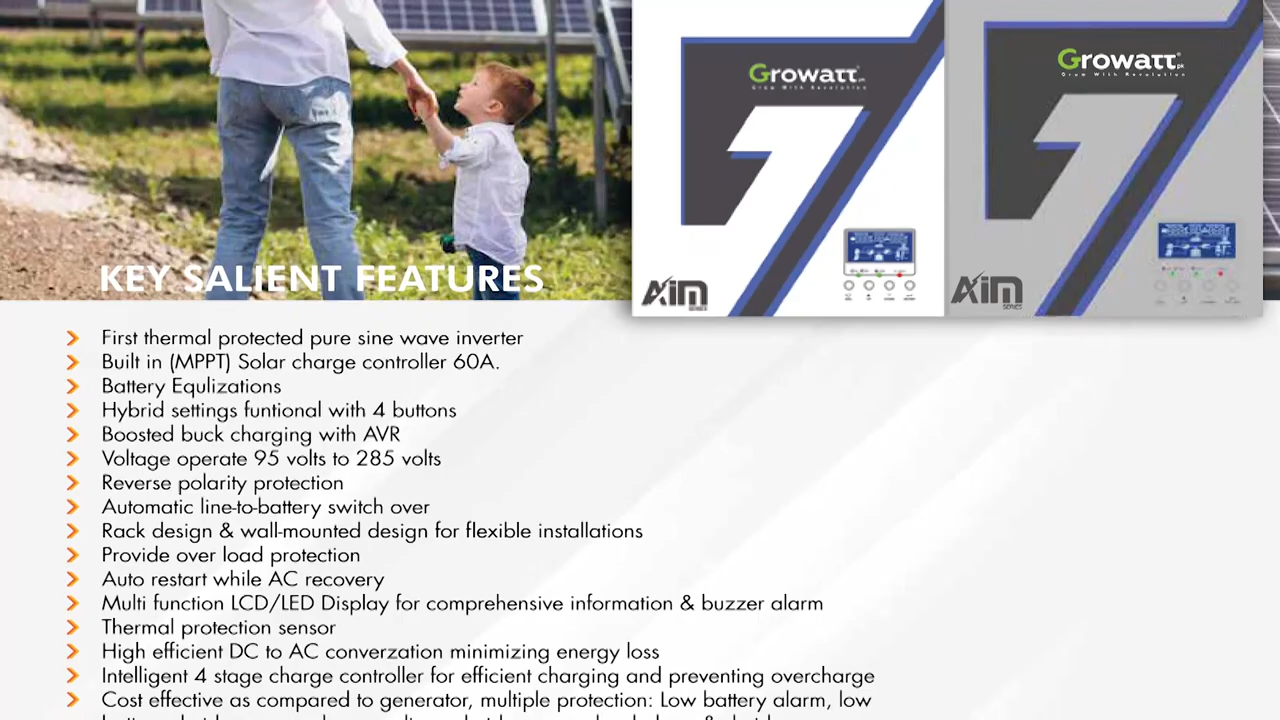 Growatt
Grow With Revolution
Growatt pk
Grow With Revolution
AiM
SERIES
AiM
SERIES
KEY SALIENT FEATURES
First thermal protected pure sine wave inverter
Built in (MPPT) Solar charge controller 60A.
Battery Equlizations
Hybrid settings funtional with 4 buttons
Boosted buck charging with AVR
Voltage operate 95 volts to 285 volts
Reverse polarity protection
Automatic line-to-battery switch over
Rack design & wall-mounted design for flexible installations
Provide over load protection
Auto restart while AC recovery
Multi function LCD/LED Display for comprehensive information & buzzer alarm
Thermal protection sensor
High efficient DC to AC converzation minimizing energy loss
Intelligent 4 stage charge controller for efficient charging and preventing overcharge
Cost effective as compared to generator, multiple protection: Low battery alarm, low